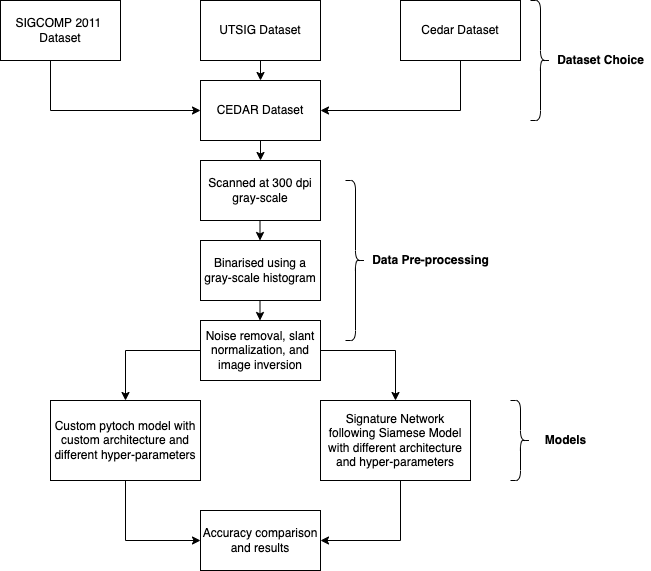 SIGCOMP 2011
Dataset
UTSIG Dataset
Cedar Dataset
Dataset Choice
CEDAR Dataset
Scanned at 300 dpi
gray-scale
Data Pre-processing
Binarised using a
gray-scale histogram
Noise removal, slant
normalization, and
image inversion
Custom pytoch model with
custom architecture and
different hyper-parameters
Signature Network
following Siamese Model
with different architecture
and hyper-parameters
Models
Accuracy comparison
and results